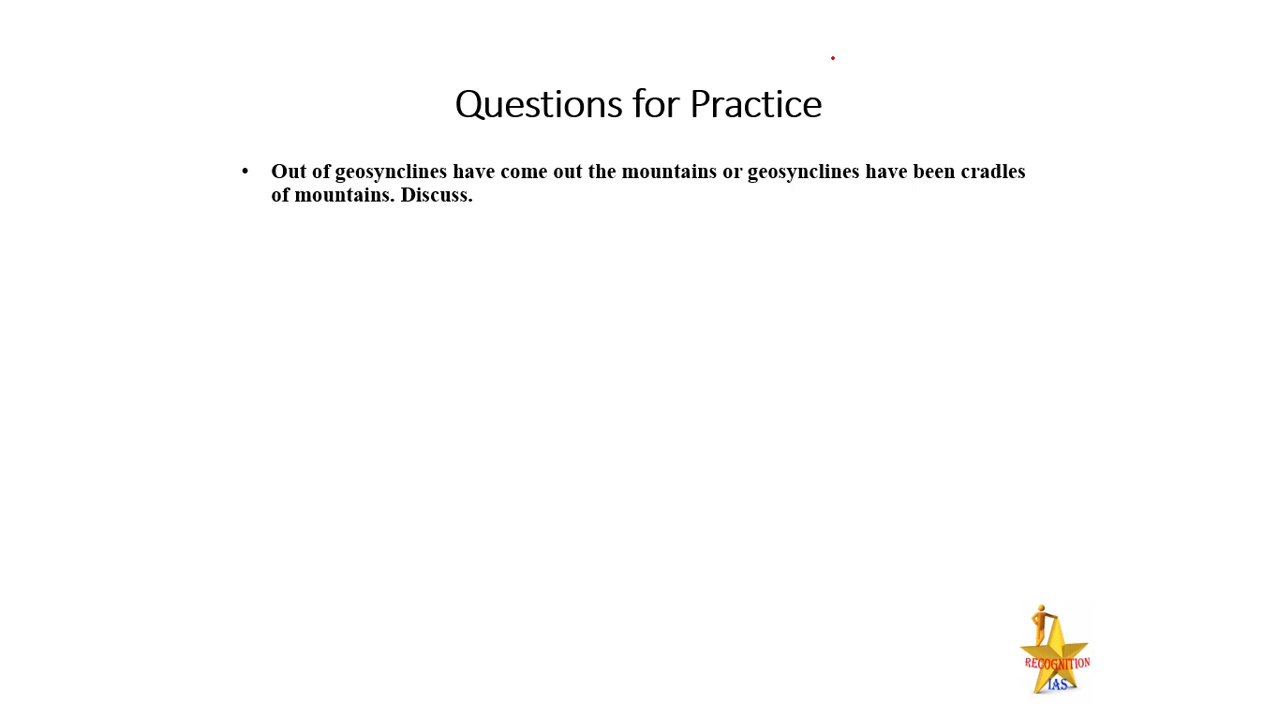 Questions for Practice
• Out of geosynclines have come out the mountains or geosynclines have been cradles
of mountains. Discuss.
RECOGNITION
IAS